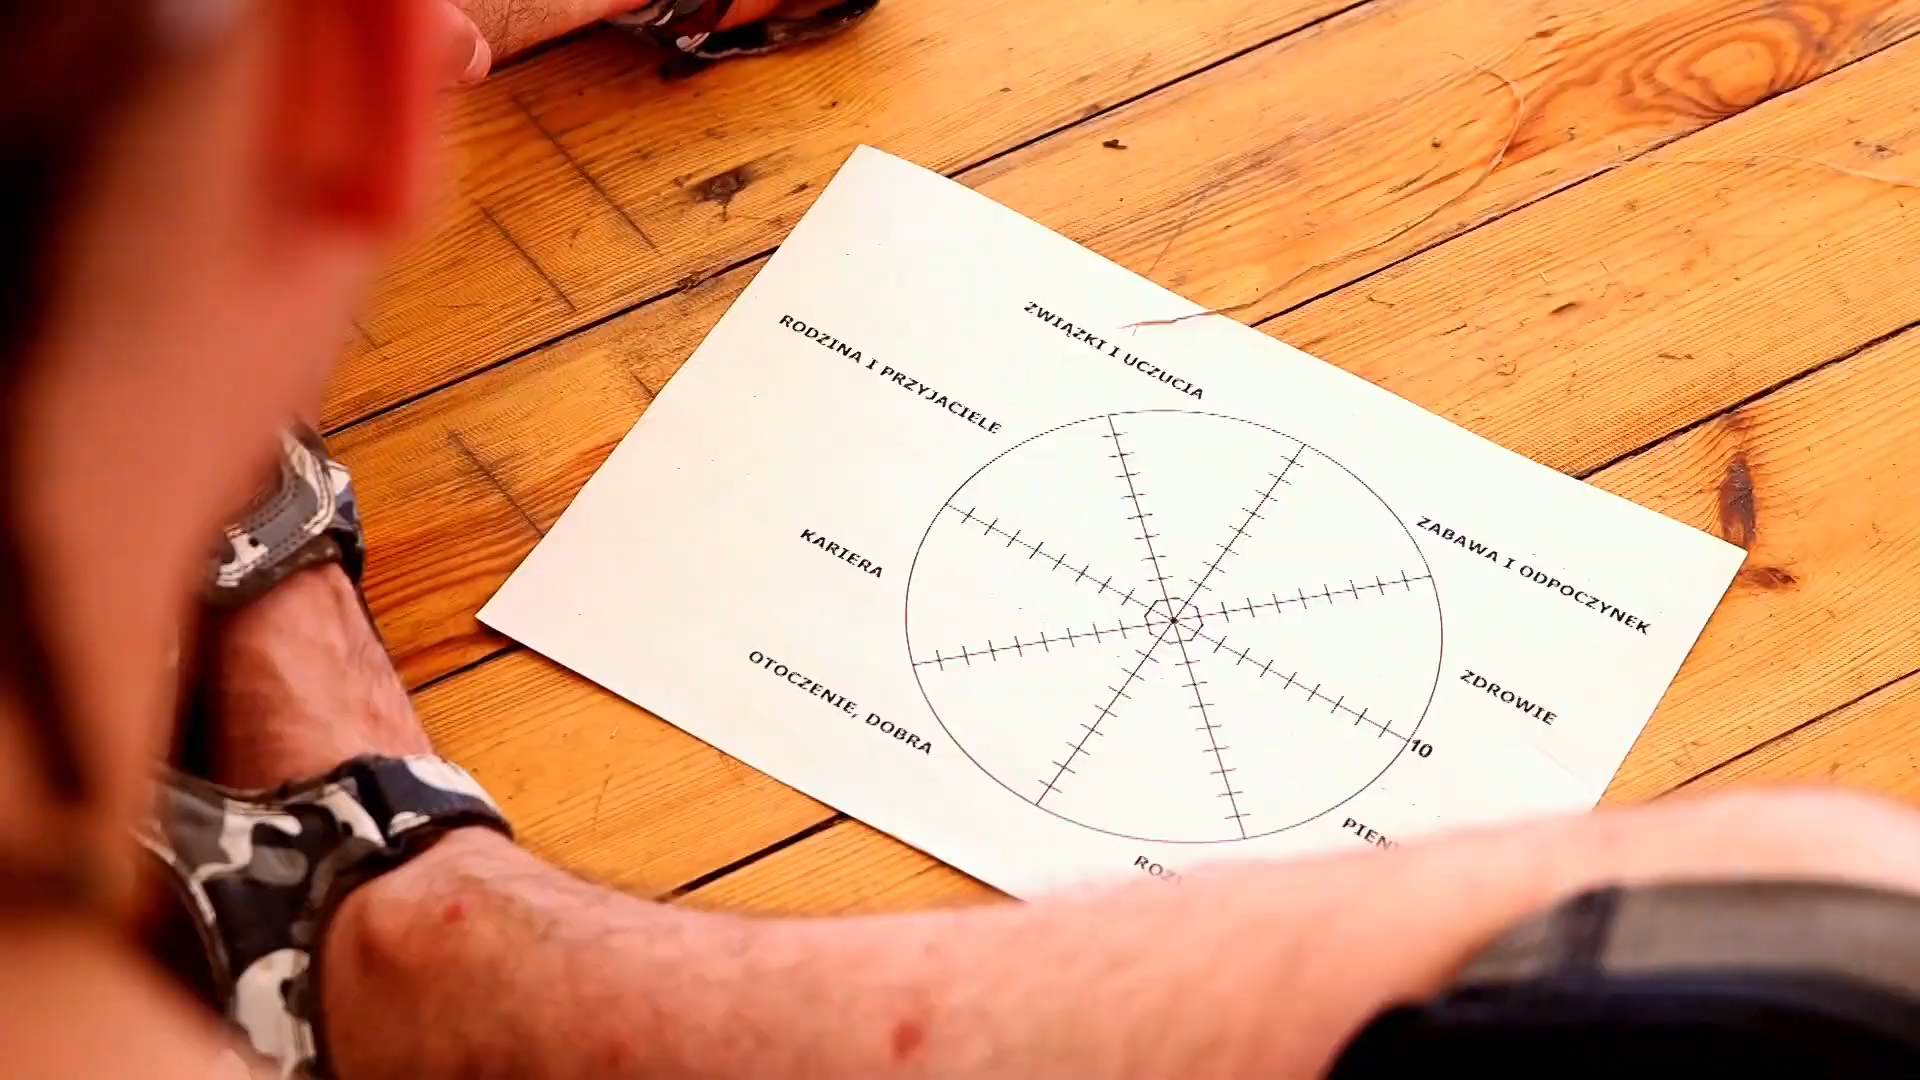 ZWIĄZKI I UCZUCIA
RODZINA I PRZYJACIELE
ZABAWA I ODPOCZYNEK
KARIERA
ZDROWIE
OTOCZENIE, DOBRA
10